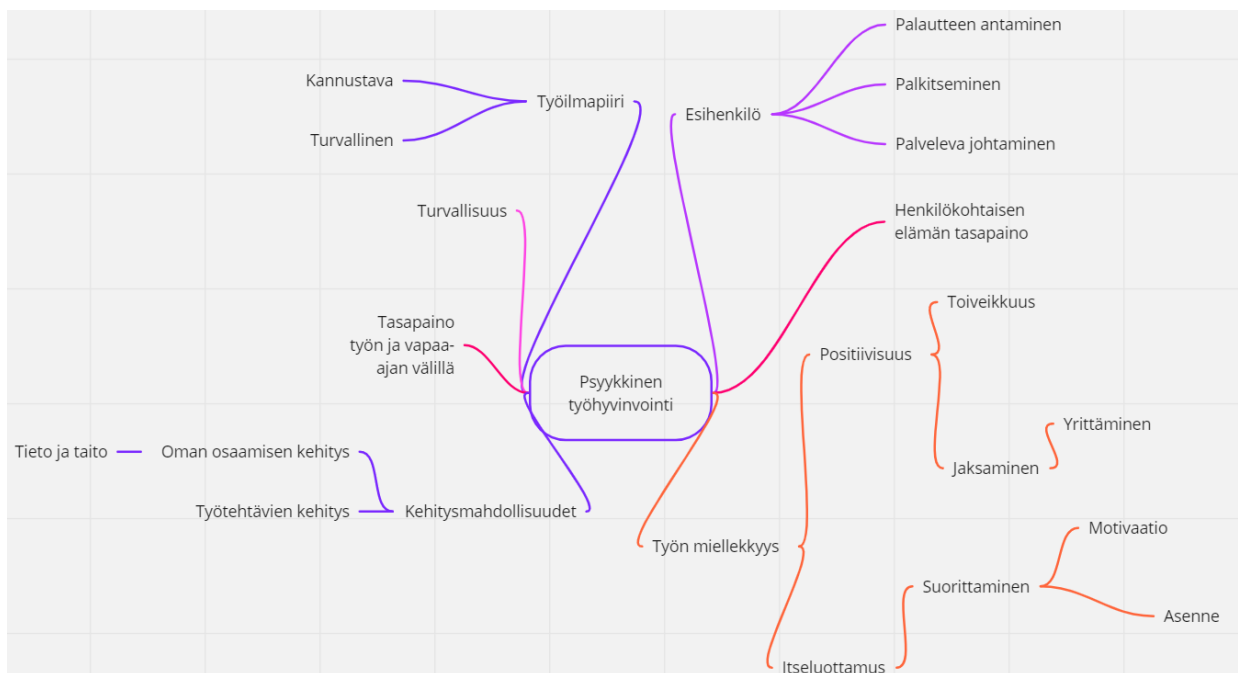 Palautteen antaminen
Kannustava
Palkitseminen
Työilmapiiri
Esihenkilö
Turvallinen
Palveleva johtaminen
Turvallisuus
Henkilökohtaisen
elämän tasapaino
Toiveikkuus
Tasapaino
työn ja vapaa-
ajan välillä
Positiivisuus
Psyykkinen
työhyvinvointi
Yrittäminen
Tieto ja taito
Oman osaamisen kehitys
Jaksaminen
Työtehtävien kehitys
Kehitysmahdollisuudet
Motivaatio
Työn miellekkyys
Suorittaminen
Asenne
Itseluottamus